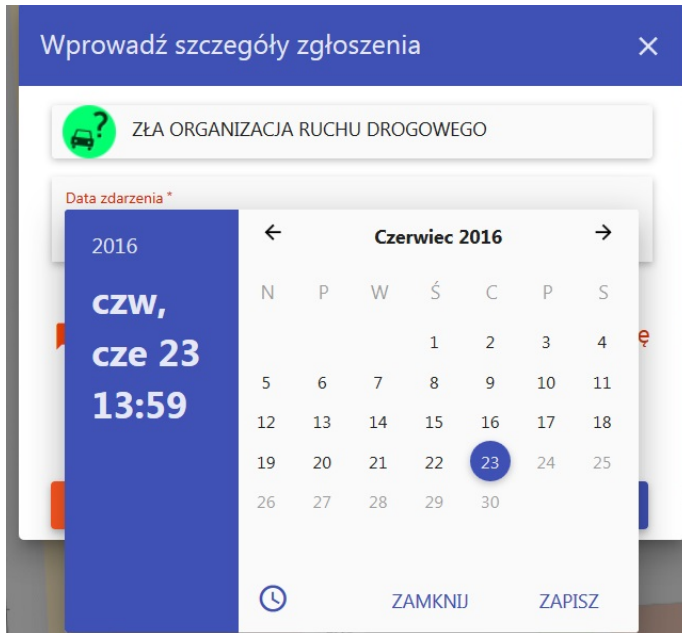 Wprowadź szczegóły zgłoszenia ×
? ZŁA ORGANIZACJA RUCHU DROGOWEGO
Data zdarzenia *
2016
czw,
cze 23
13:59
Czerwiec 2016
N P W Ś C P S
1 2 3 4
5 6 7 8 9 10 11
12 13 14 15 16 17 18
19 20 21 22 23 24 25
26 27 28 29 30
ę
ZAMKNIJ ZAPISZ